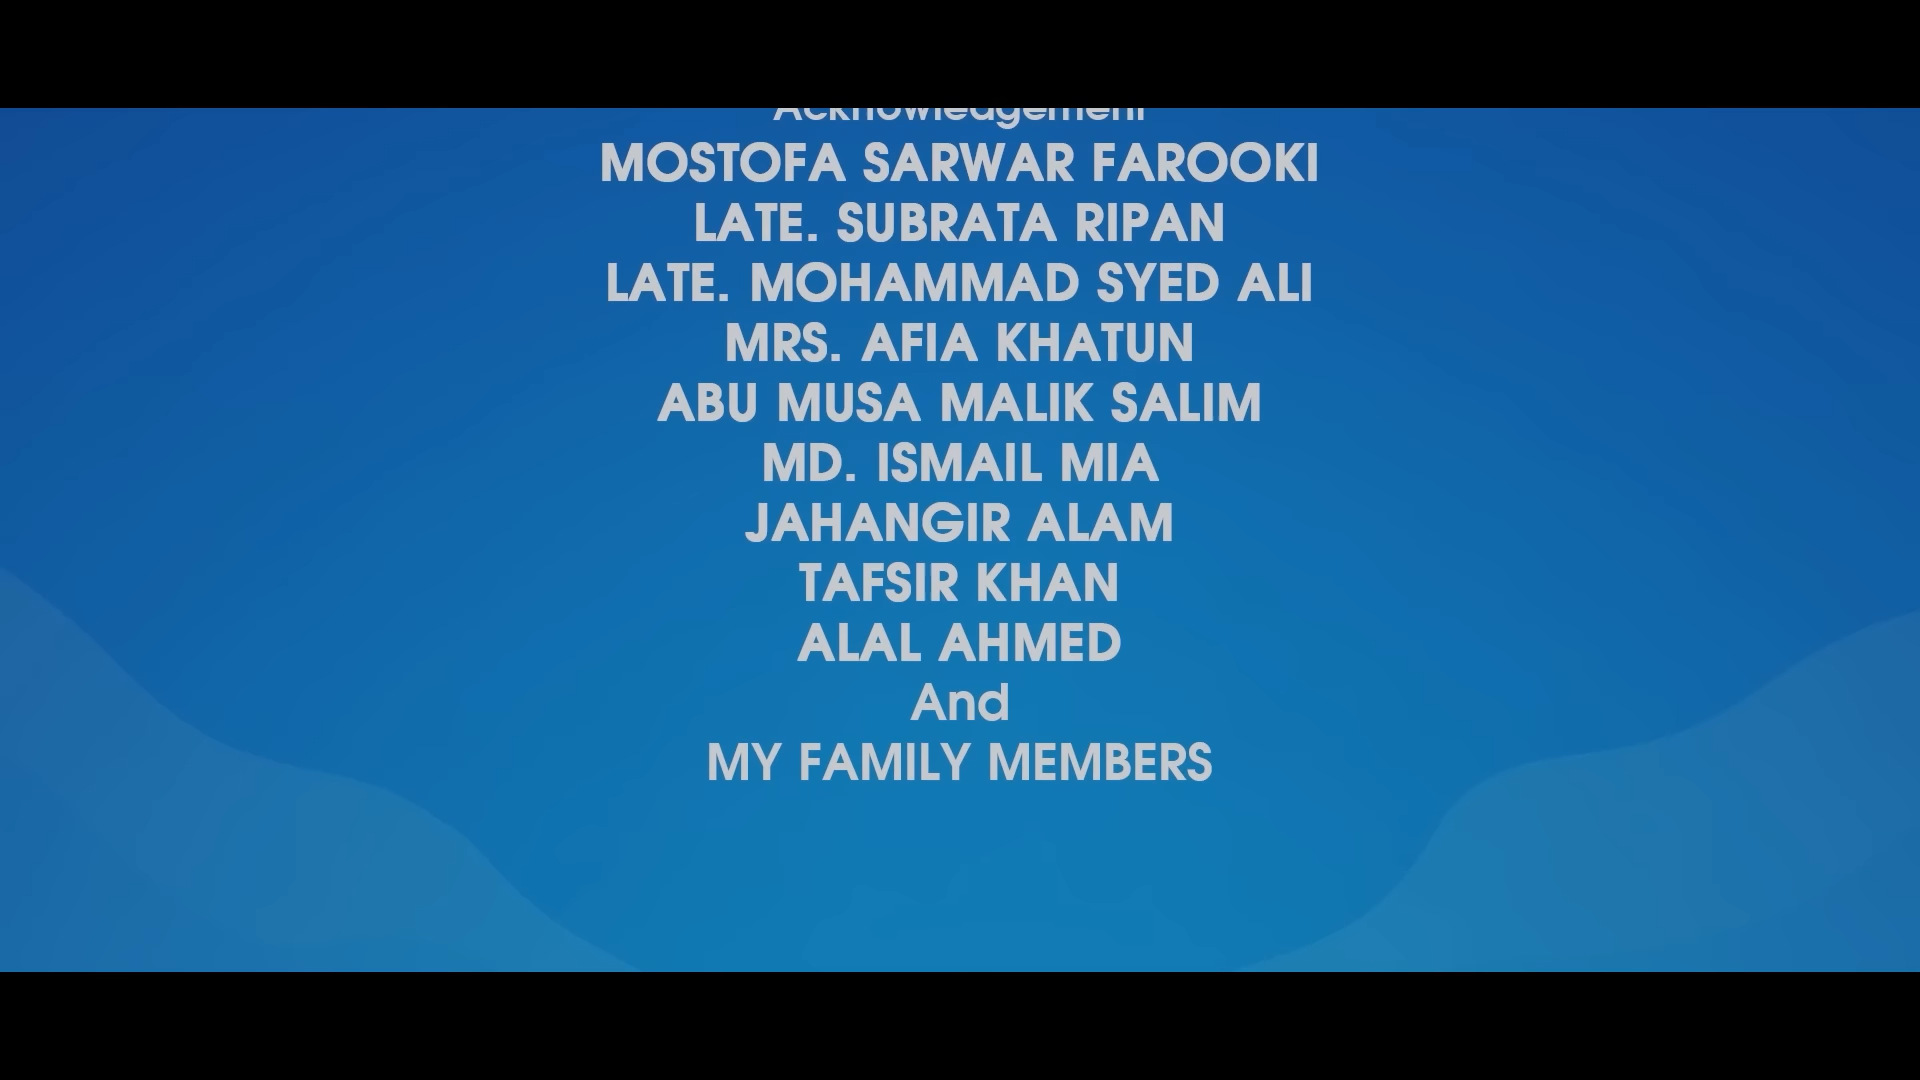 Acknowledgement
MOSTOFA SARWAR FAROOKI
LATE. SUBRATA RIPAN
LATE. MOHAMMAD SYED ALI
MRS. AFIA KHATUN
ABU MUSA MALIK SALIM
MD. ISMAIL MIA
JAHANGIR ALAM
TAFSIR KHAN
ALAL AHMED
And
MY FAMILY MEMBERS